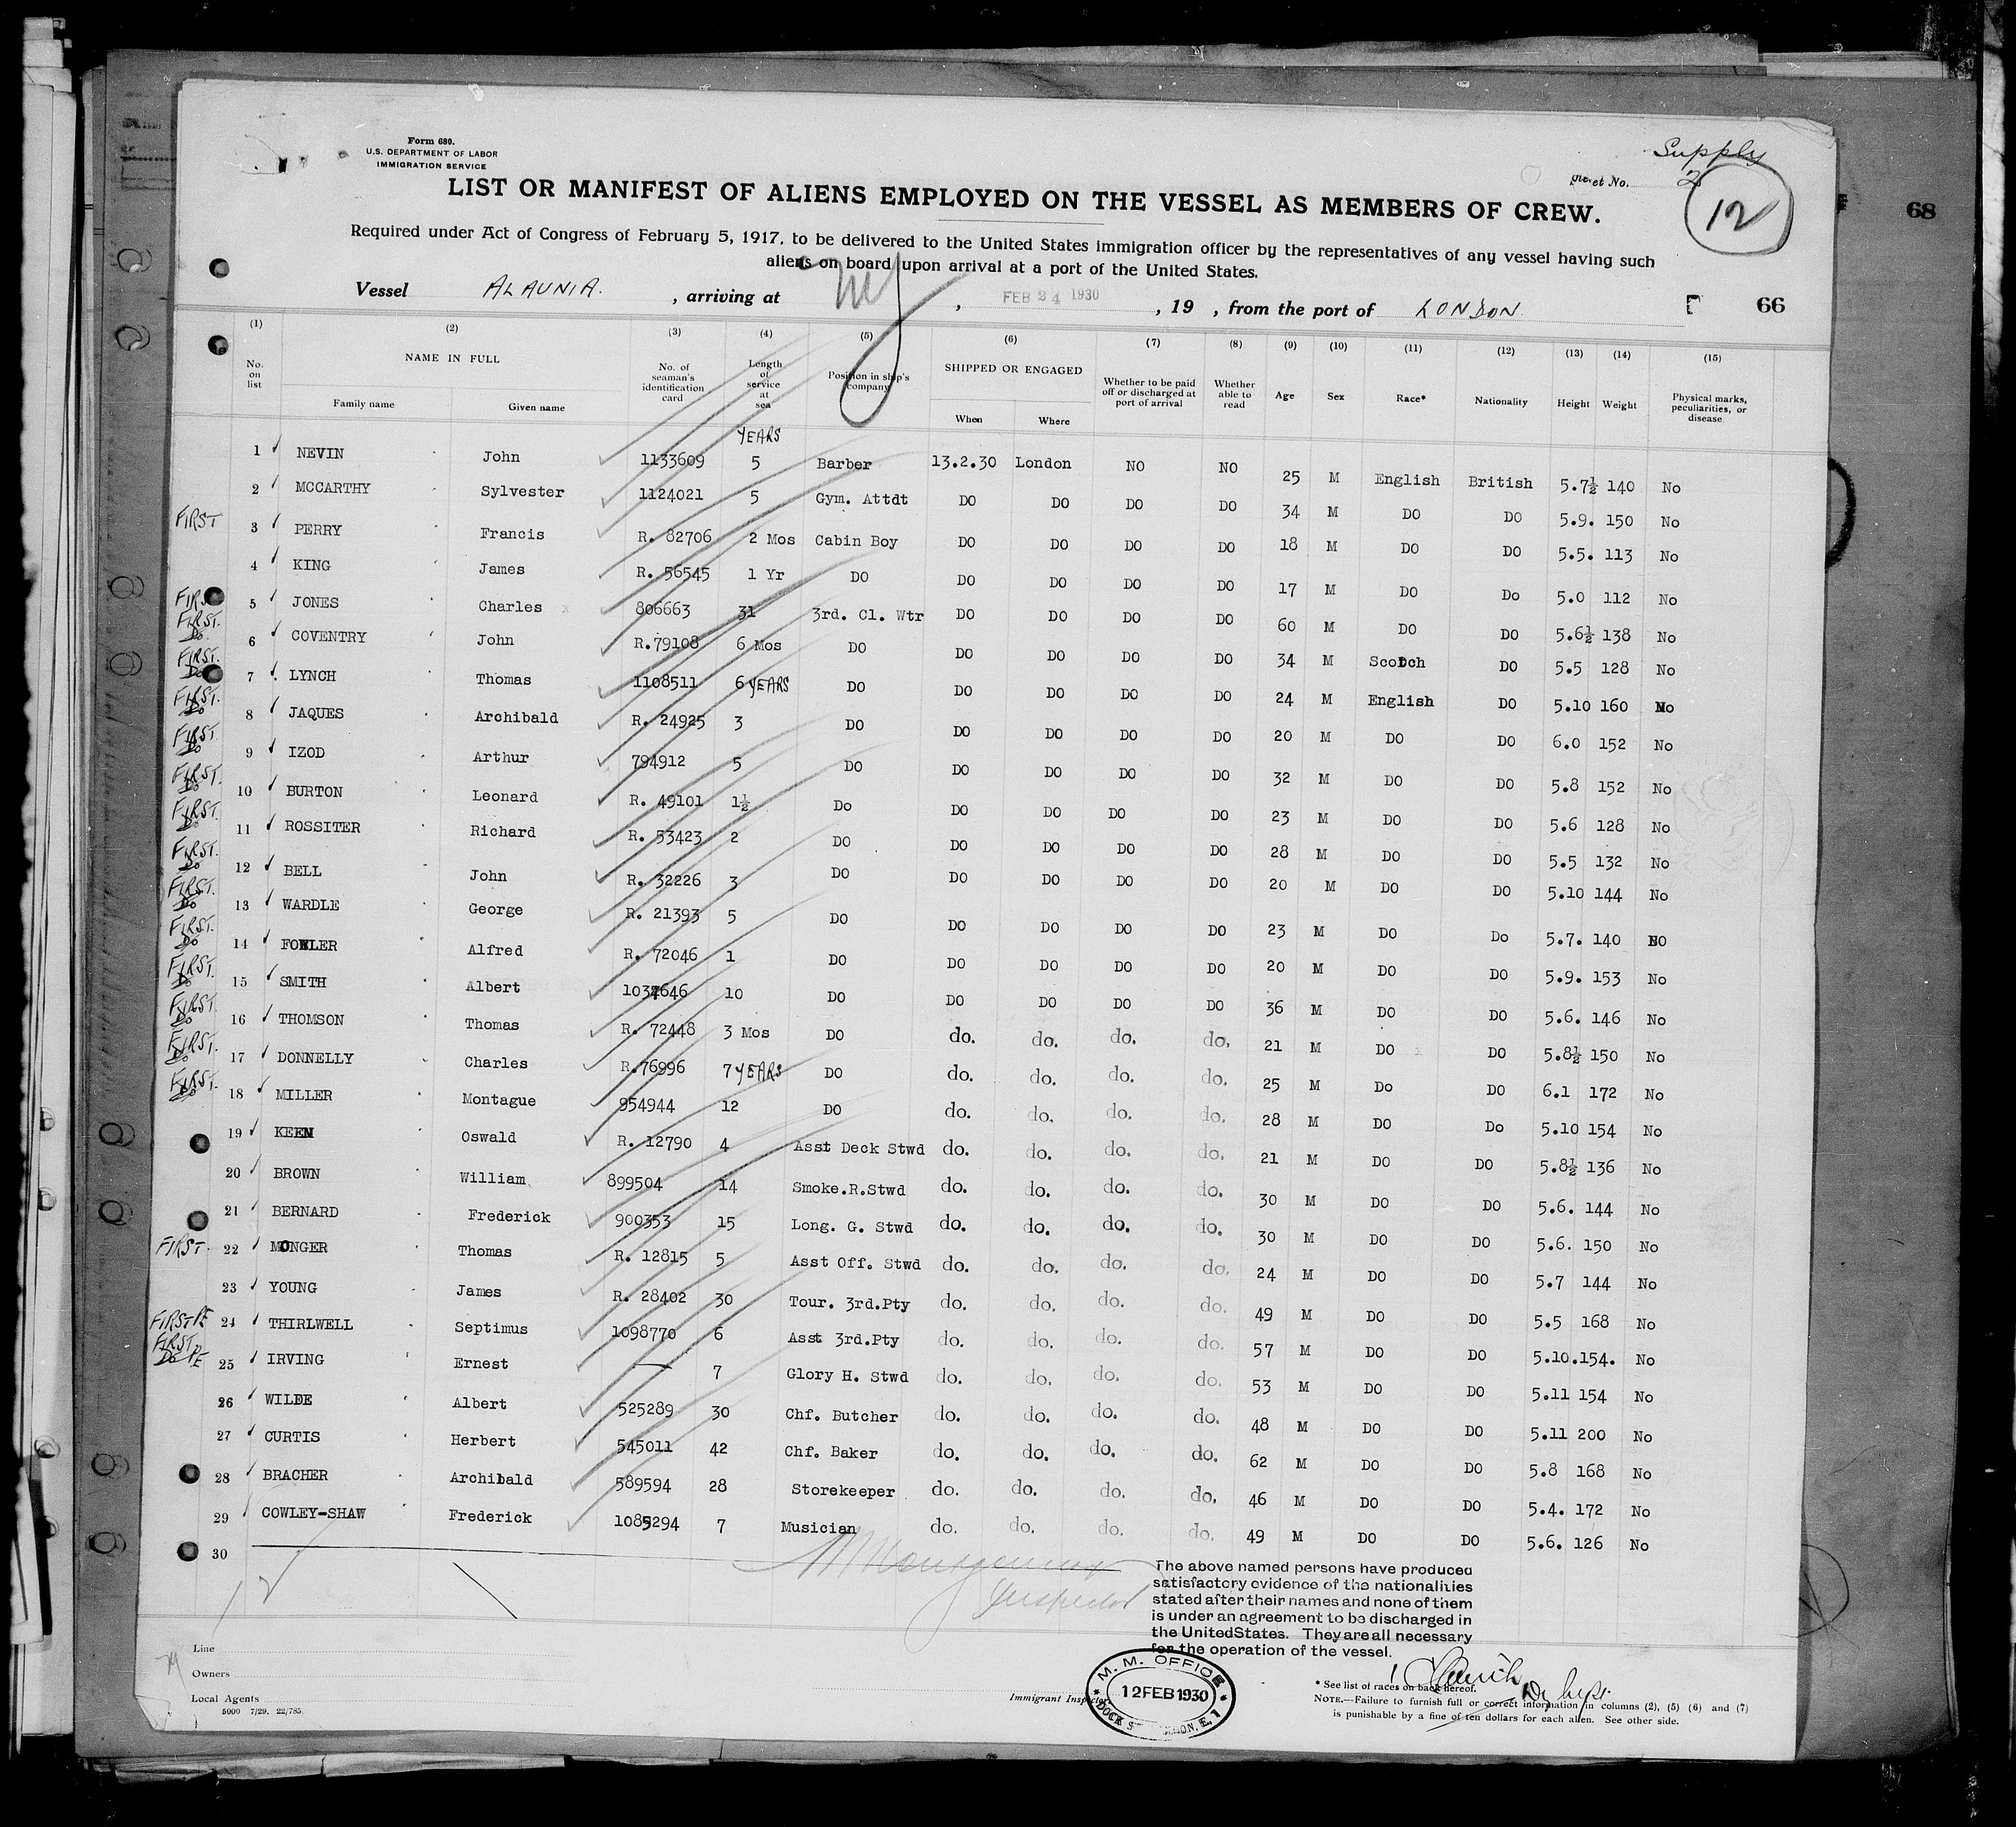 Form 680.
U.S. DEPARTMENT OF LABOR
IMMIGRATION SERVICE
Supply
Sheet No. 2
12
68
LIST OR MANIFEST OF ALIENS EMPLOYED ON THE VESSEL AS MEMBERS OF CREW.
Required under Act of Congress of February 5, 1917, to be delivered to the United States immigration officer by the representatives of any vessel having such
aliens on board upon arrival at a port of the United States.
Vessel ALAUNIA. , arriving at NY , FEB 24 1930 , 19 , from the port of LONDON 66
(1) (2) (3) (4) (5) (6) (7) (8) (9) (10) (11) (12) (13) (14) (15)
No. on list NAME IN FULL Family name Given name No. of seaman's identification card Length of service at sea Position in ship's company SHIPPED OR ENGAGED When Where Whether to be paid off or discharged at port of arrival Whether able to read Age Sex Race* Nationality Height Weight Physical marks, peculiarities, or disease
YEARS
1 NEVIN John 1133609 5 Barber 13.2.30 London NO NO 25 M English British 5.7½ 140 No
2 MCCARTHY Sylvester 1124021 5 Gym. Attdt DO DO DO DO 34 M DO DO 5.9. 150 No
FIRST 3 PERRY Francis R. 82706 2 Mos Cabin Boy DO DO DO DO 18 M DO DO 5.5. 113 No
4 KING James R. 56545 1 Yr DO DO DO DO DO 17 M DO Do 5.0 112 No
FIRST 5 JONES Charles 806663 31 3rd. Cl. Wtr DO DO DO DO 60 M DO DO 5.6½ 138 No
FIRST. Do 6 COVENTRY John R.79108 6 Mos DO DO DO DO DO 34 M Scotch DO 5.5 128 No
FIRST. Do 7 LYNCH Thomas 1108511 6 YEARS DO DO DO DO DO 24 M English DO 5.10 160 No
FIRST. Do 8 JAQUES Archibald R. 24925 3 DO DO DO DO DO 20 M DO DO 6.0 152 No
FIRST Do 9 IZOD Arthur 794912 5 DO DO DO DO DO 32 M DO DO 5.8 152 No
FIRST. Do 10 BURTON Leonard R. 49101 1½ Do DO DO DO DO 23 M DO DO 5.6 128 No
FIRST. Do 11 ROSSITER Richard R. 53423 2 DO DO DO DO DO 28 M DO DO 5.5 132 No
FIRST. Do 12 BELL John R. 32226 3 DO DO DO DO DO 20 M DO DO 5.10 144 No
FIRST. Do 13 WARDLE George R. 21393 5 DO DO DO DO DO 23 M DO Do 5.7. 140 NO
FIRST. Do 14 FOWLER Alfred R. 72046 1 DO DO DO DO DO 20 M DO DO 5.9. 153 No
FIRST. Do 15 SMITH Albert 1037646 10 DO DO DO DO DO 36 M DO DO 5.6. 146 No
FIRST Do 16 THOMSON Thomas R. 72448 3 Mos DO do. do. do. do. 21 M DO DO 5.8½ 150 No
FIRST. Do 17 DONNELLY Charles R.76996 7 YEARS DO do. do. do. do. 25 M Do DO 6.1 172 No
FIRST. Do 18 MILLER Montague 954944 12 DO do. do. do. do. 28 M DO Do 5.10 154 No
19 KEEN Oswald R. 12790 4 Asst Deck Stwd do. do. do. do. 21 M DO DO 5.8½ 136 No
20 BROWN William 899504 14 Smoke.R.Stwd do. do. do. do. 30 M DO DO 5.6. 144 No
21 BERNARD Frederick 900353 15 Long. G. Stwd do. do. do. do. 30 M DO DO 5.6. 150 No
FIRST. 22 MONGER Thomas R. 12815 5 Asst Off. Stwd do. do. do. do. 24 M DO DO 5.7 144 No
23 YOUNG James R. 28402 30 Tour. 3rd.Pty do. do. do. do. 49 M DO DO 5.5 168 No
FIRST PE 24 THIRLWELL Septimus 1098770 6 Asst 3rd.Pty do. do. do. do. 57 M DO DO 5.10. 154. No
FIRST Do PE 25 IRVING Ernest — 7 Glory H. Stwd do. do. do. do. 53 M DO DO 5.11 154 No
26 WILDE Albert 525289 30 Chf. Butcher do. do. do. do. 48 M DO DO 5.11 200 No
27 CURTIS Herbert 545011 42 Chf. Baker do. do. do. do. 62 M DO DO 5.8 168 No
28 BRACHER Archibald 589594 28 Storekeeper do. do. do. do. 46 M DO DO 5.4. 172 No
29 COWLEY-SHAW Frederick 1085294 7 Musician do. do. do. do. 49 M DO DO 5.6. 126 No
30
12
Montgomery
Inspector
The above named persons have produced
satisfactory evidence of the nationalities
stated after their names and none of them
is under an agreement to be discharged in
the United States. They are all necessary
for the operation of the vessel.
Line
Owners
Local Agents
5000 7/29. 22/785.
Immigrant Inspector.
M. M. OFFICE
12 FEB 1930
DOCK ST LONDON. E. 1
* See list of races on back hereof.
NOTE.—Failure to furnish full or correct information in columns (2), (5) (6) and (7)
is punishable by a fine of ten dollars for each alien. See other side.